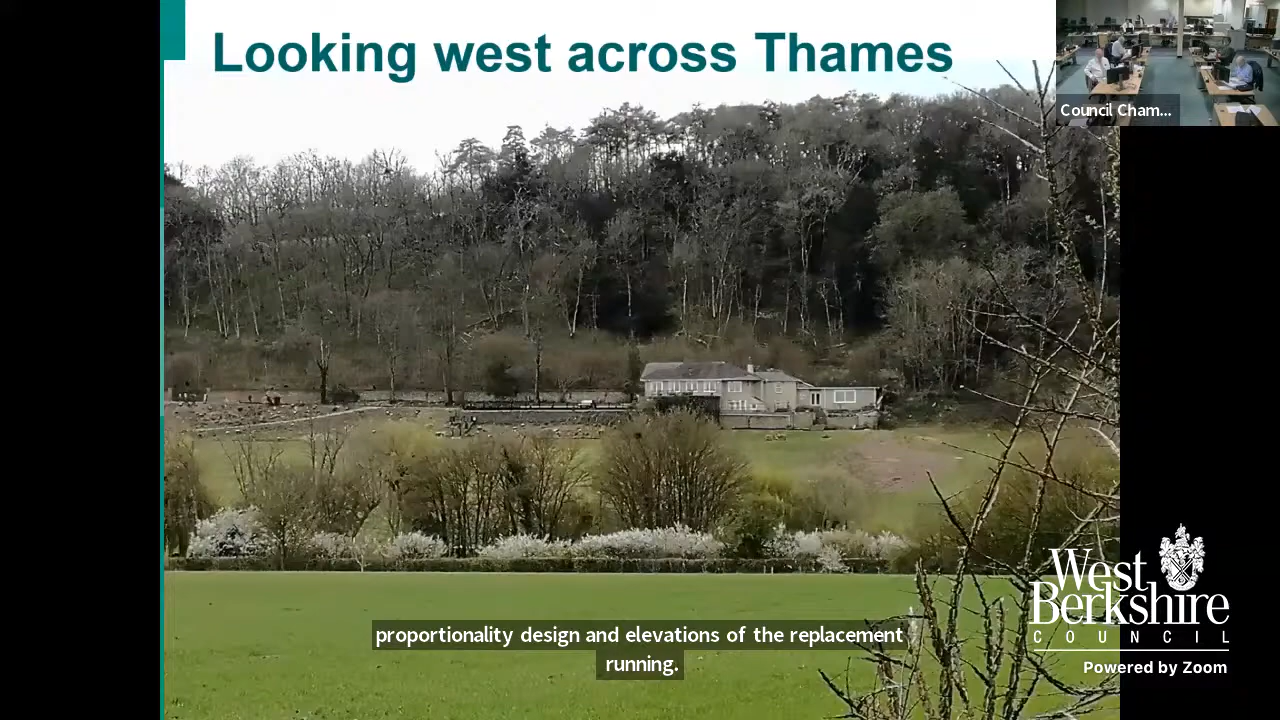 Looking west across Thames
Council Cham...
proportionality design and elevations of the replacement
running.
West
Berkshire
COUNCIL
Powered by Zoom